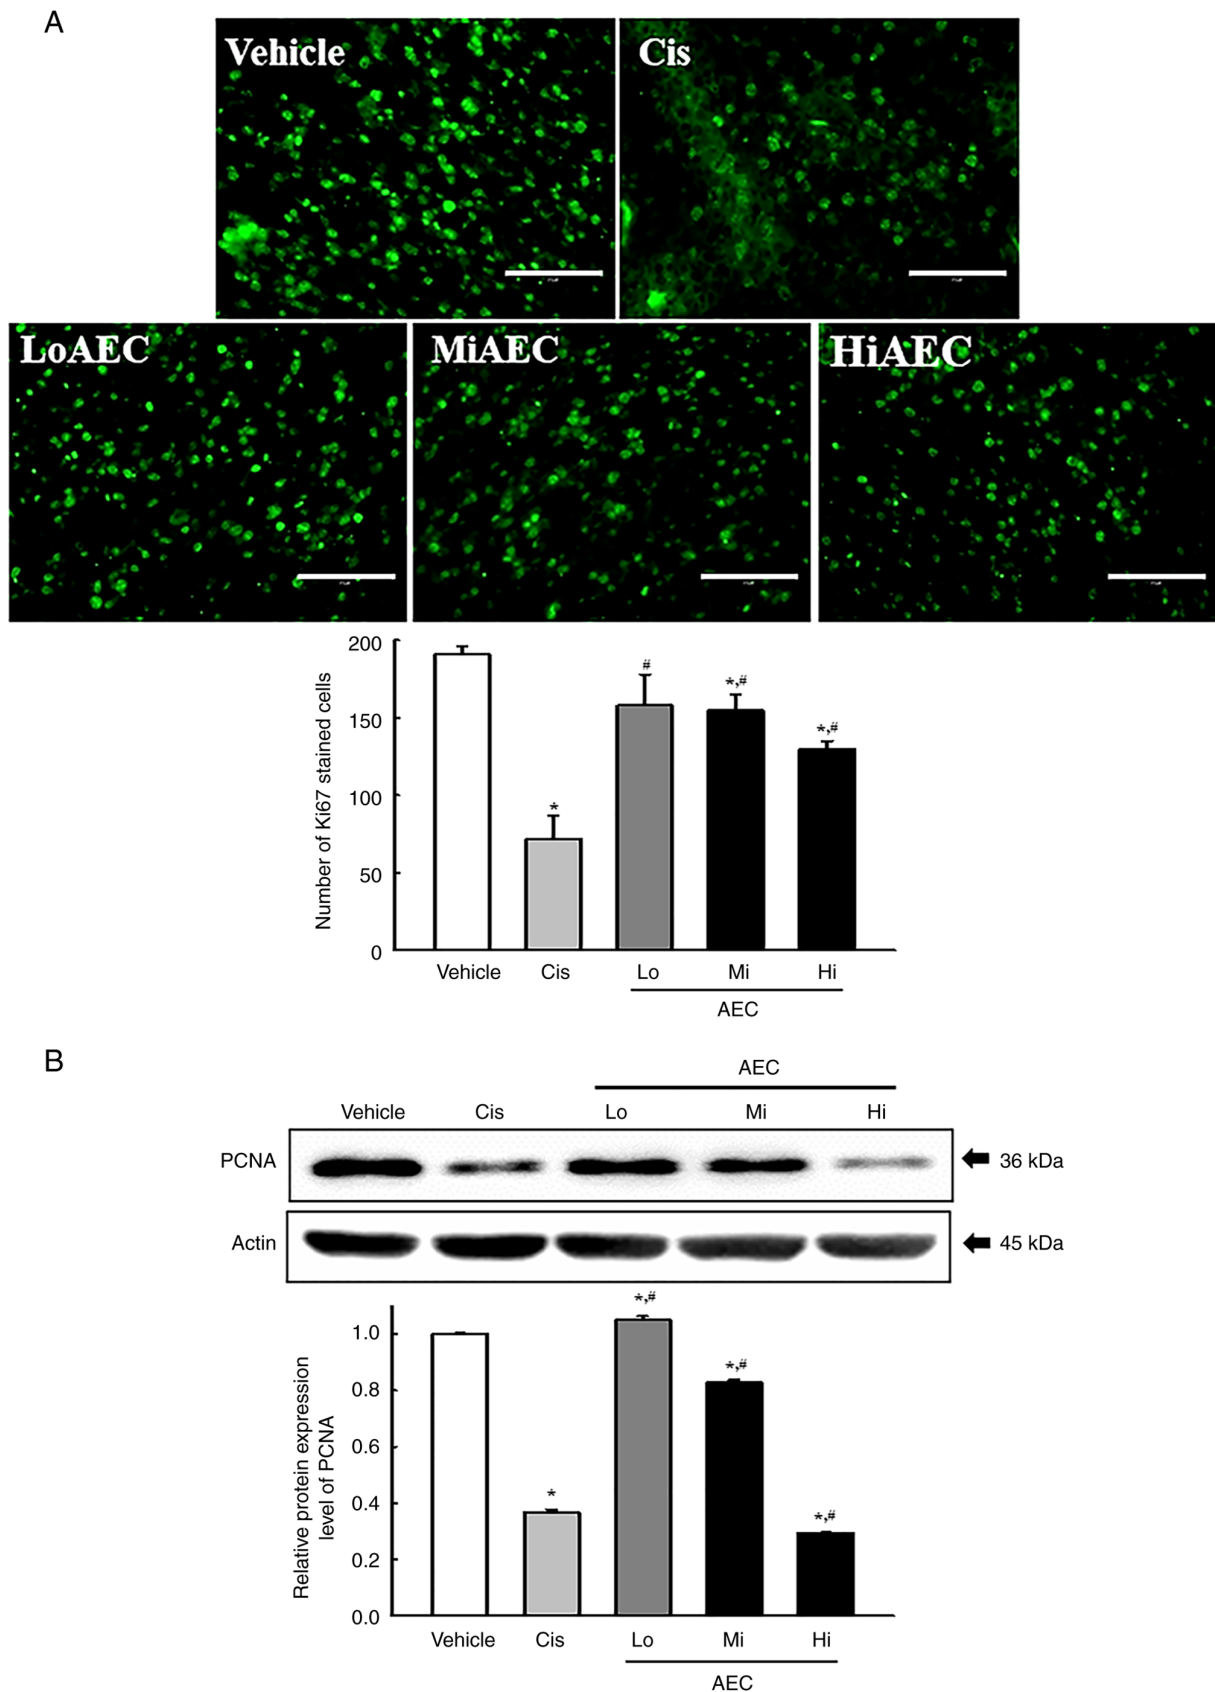 A
Vehicle
Cis
LoAEC
MiAEC
HiAEC
200
150
100
50
0
Number of Ki67 stained cells
*
#
*,#
*,#
Vehicle
Cis
Lo
Mi
Hi
AEC
B
AEC
Vehicle
Cis
Lo
Mi
Hi
PCNA
36 kDa
Actin
45 kDa
1.0
0.8
0.6
0.4
0.2
0.0
Relative protein expression
level of PCNA
*
*,#
*,#
*,#
Vehicle
Cis
Lo
Mi
Hi
AEC